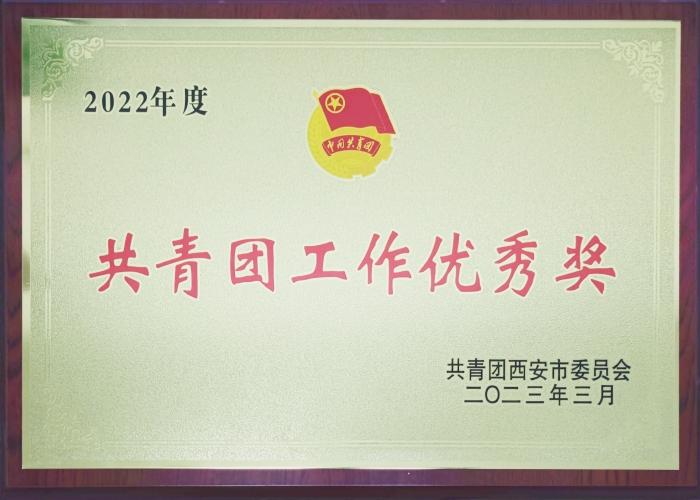 2022年度
中国共青团
共青团工作优秀奖
共青团西安市委员会
二〇二三年三月